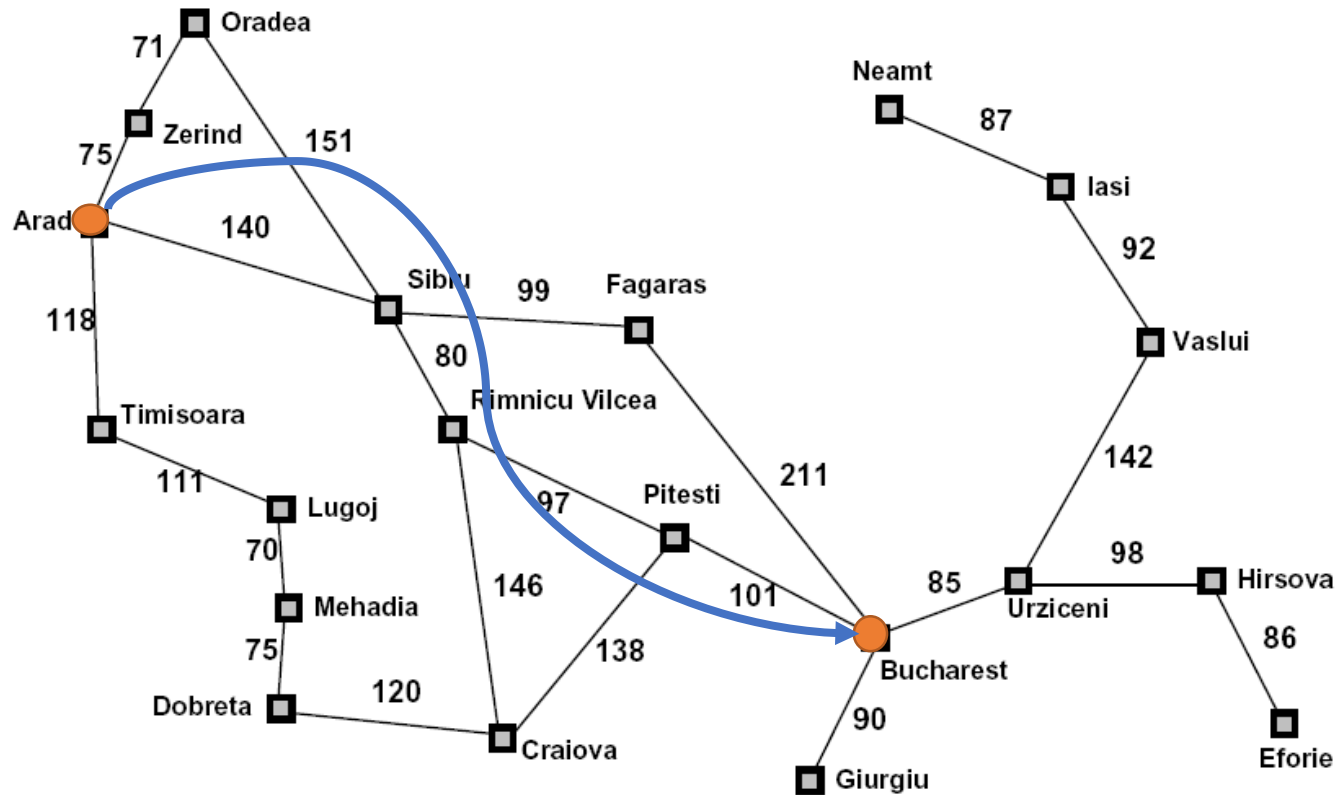 Oradea
71
Neamt
87
Zerind
151
75
Iasi
Arad
140
92
Sibiu
99
Fagaras
118
80
Vaslui
Rimnicu Vilcea
Timisoara
142
211
111
97
Pitesti
Lugoj
70
98
146
101
85
Hirsova
Mehadia
Urziceni
75
138
86
Bucharest
120
Dobreta
90
Craiova
Eforie
Giurgiu